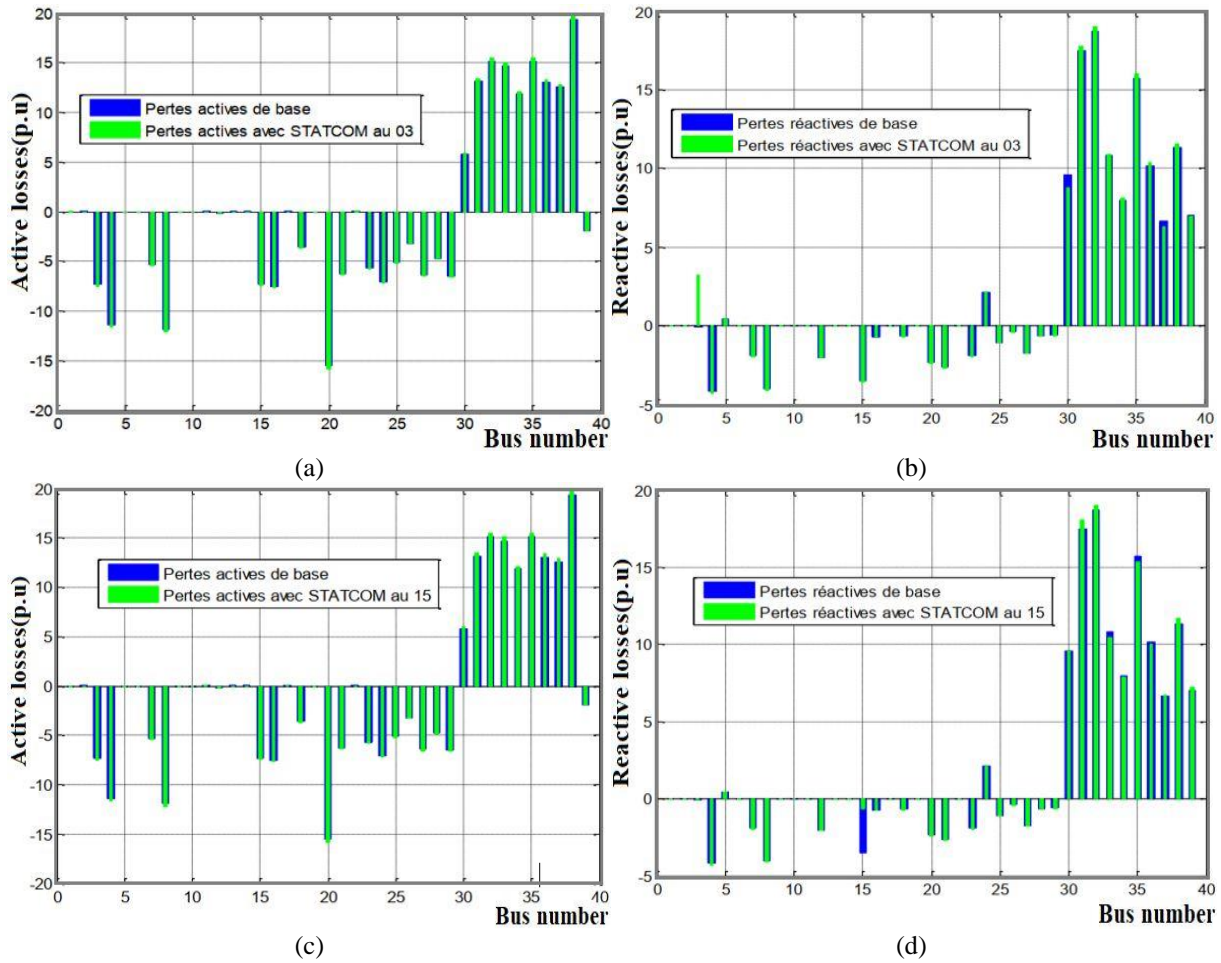 Active losses(p.u)
20
15
10
5
0
-5
-10
-15
-20
Pertes actives de base
Pertes actives avec STATCOM au 03
0 5 10 15 20 25 30 35 40
Bus number
(a)
Reactive losses(p.u)
20
15
10
5
0
-5
Pertes réactives de base
Pertes réactives avec STATCOM au 03
0 5 10 15 20 25 30 35 40
Bus number
(b)
Active losses(p.u)
20
15
10
5
0
-5
-10
-15
-20
Pertes actives de base
Pertes actives avec STATCOM au 15
0 5 10 15 20 25 30 35 40
Bus number
(c)
Reactive losses(p.u)
20
15
10
5
0
-5
Pertes réactives de base
Pertes réactives avec STATCOM au 15
0 5 10 15 20 25 30 35 40
Bus number
(d)